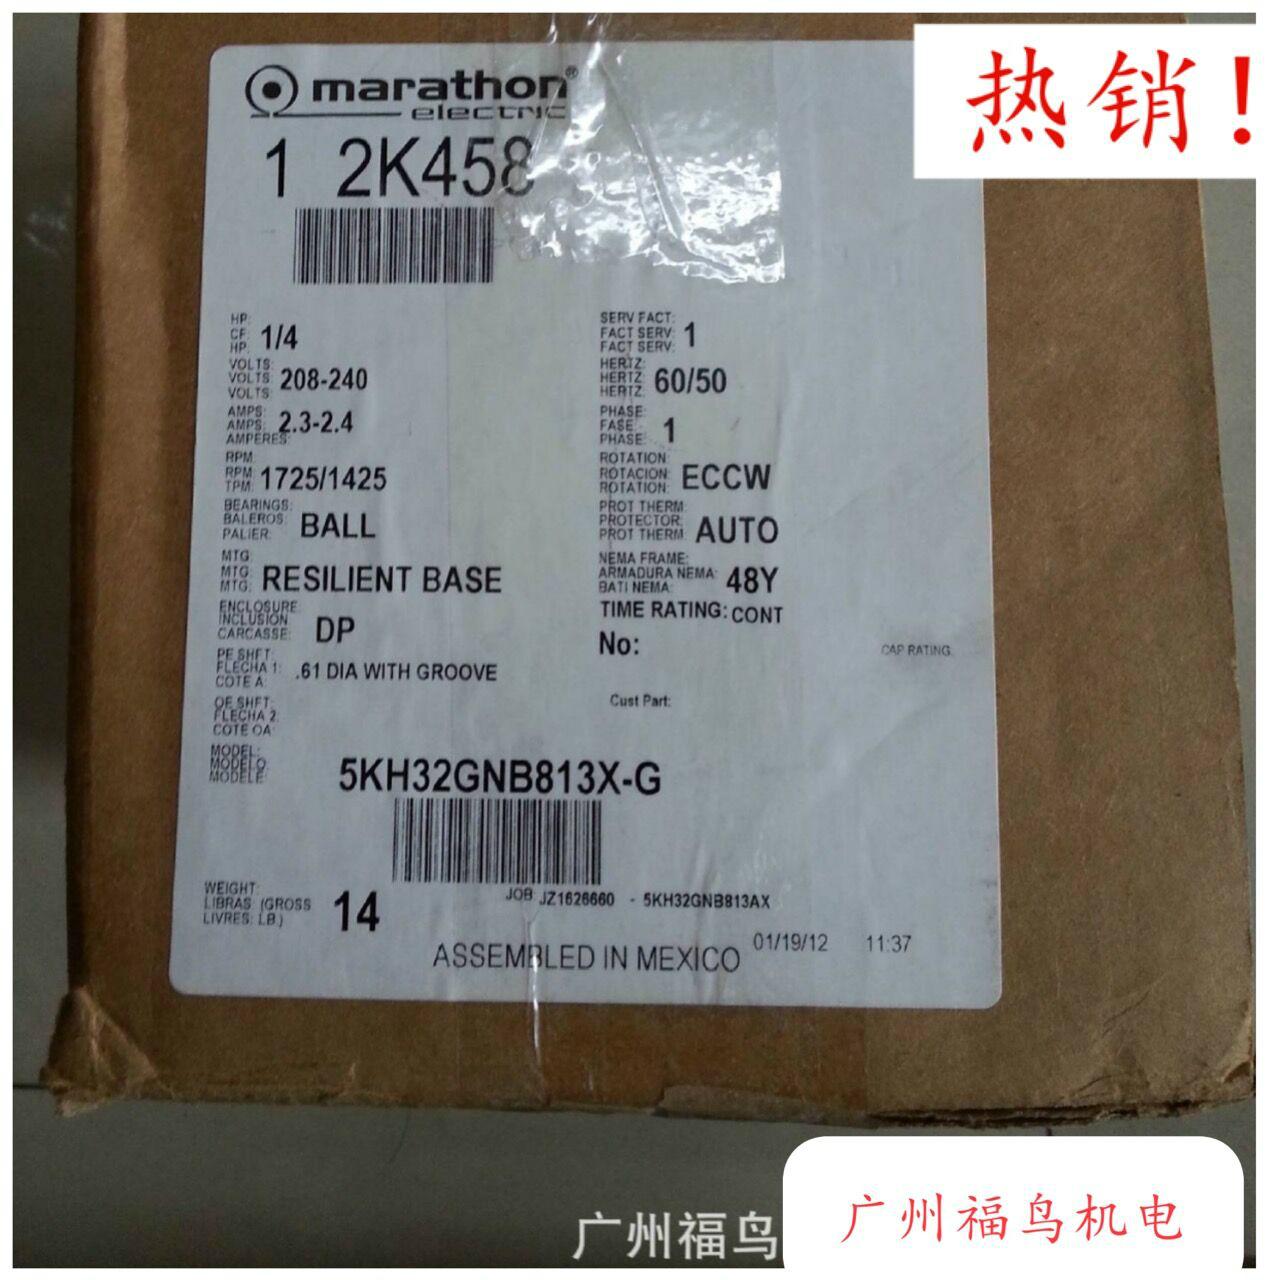 热销！
marathon®
electric
1 2K458
HP:
CF: 1/4
HP:
VOLTS:
VOLTS: 208-240
VOLTS:
AMPS:
AMPS: 2.3-2.4
AMPERES:
RPM:
RPM: 1725/1425
TPM:
BEARINGS:
BALEROS: BALL
PALIER:
MTG:
MTG: RESILIENT BASE
MTG:
ENCLOSURE:
INCLUSION: DP
CARCASSE:
PE SHFT:
FLECHA 1: .61 DIA WITH GROOVE
COTE A:
OE SHFT:
FLECHA 2:
COTE OA:
SERV FACT:
FACT SERV: 1
FACT SERV:
HERTZ:
HERTZ: 60/50
HERTZ:
PHASE:
FASE: 1
PHASE:
ROTATION:
ROTACION: ECCW
ROTATION:
PROT THERM:
PROTECTOR: AUTO
PROT THERM:
NEMA FRAME:
ARMADURA NEMA: 48Y
BATI NEMA:
TIME RATING: CONT
No:
CAP RATING:
Cust Part:
MODEL:
MODELO: 5KH32GNB813X-G
MODELE:
WEIGHT:
LIBRAS: (GROSS 14
LIVRES: LB.)
JOB: JZ1626660 - 5KH32GNB813AX
ASSEMBLED IN MEXICO 01/19/12 11:37
广州福鸟
广州福鸟机电